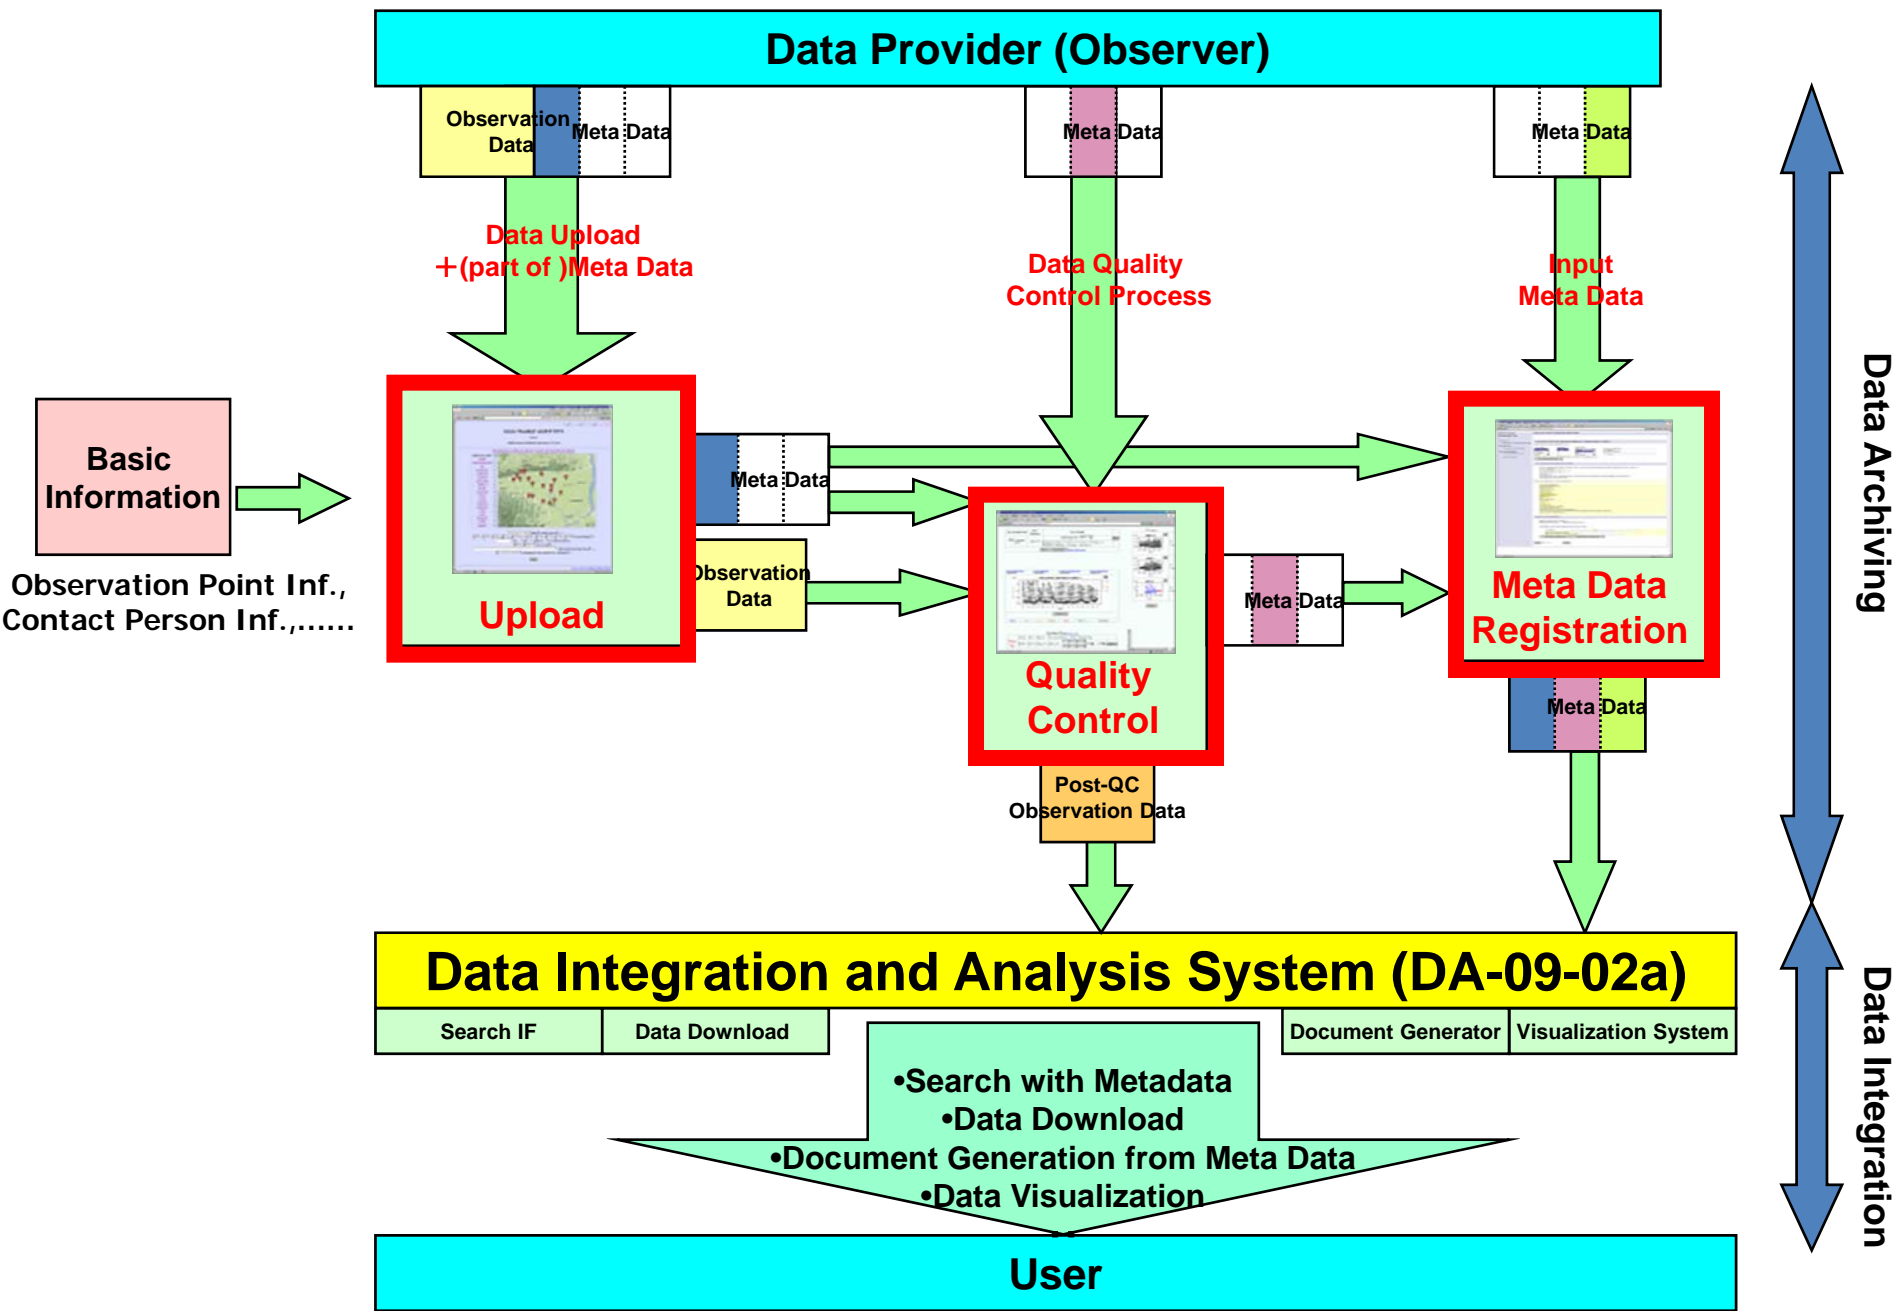 Data Provider (Observer)
Observation
Data
Meta Data
Meta Data
Meta Data
Data Upload
＋(part of )Meta Data
Data Quality
Control Process
Input
Meta Data
Basic
Information
Observation Point Inf.,
Contact Person Inf.,......
Upload
Meta Data
Observation
Data
Quality
Control
Meta Data
Meta Data
Registration
Meta Data
Post-QC
Observation Data
Data Archiving
Data Integration and Analysis System (DA-09-02a)
Search IF
Data Download
Document Generator
Visualization System
•Search with Metadata
•Data Download
•Document Generation from Meta Data
•Data Visualization
Data Integration
User